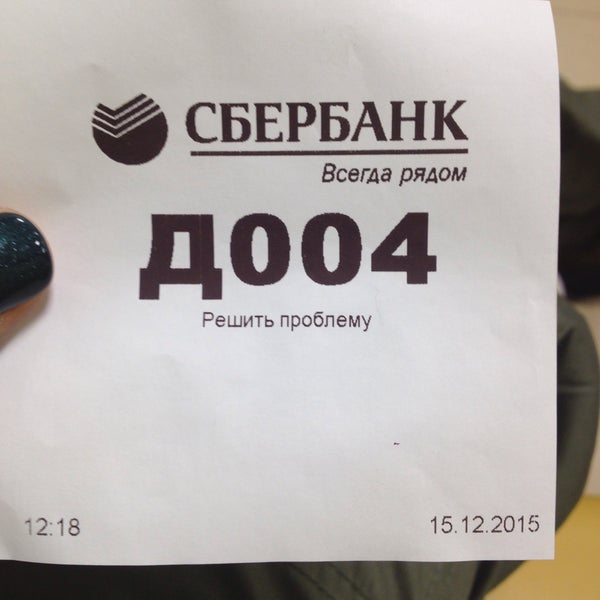 СБЕРБАНК
Всегда рядом
Д004
Решить проблему
12:18 15.12.2015